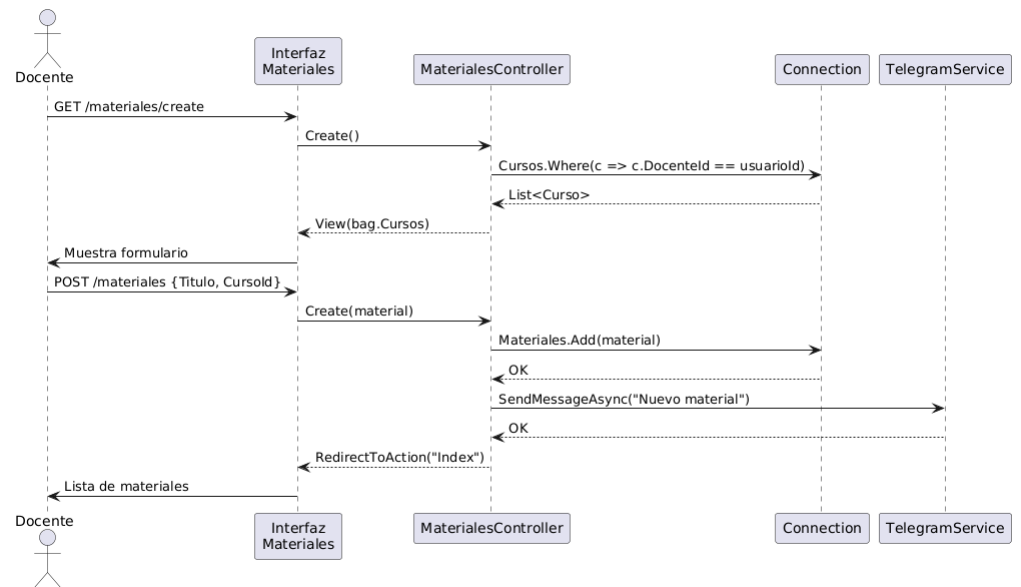 Docente
Interfaz
Materiales
MaterialesController
Connection
TelegramService
GET /materiales/create
Create()
Cursos.Where(c => c.DocenteId == usuarioId)
List<Curso>
View(bag.Cursos)
Muestra formulario
POST /materiales {Titulo, CursoId}
Create(material)
Materiales.Add(material)
OK
SendMessageAsync("Nuevo material")
OK
RedirectToAction("Index")
Lista de materiales
Docente
Interfaz
Materiales
MaterialesController
Connection
TelegramService